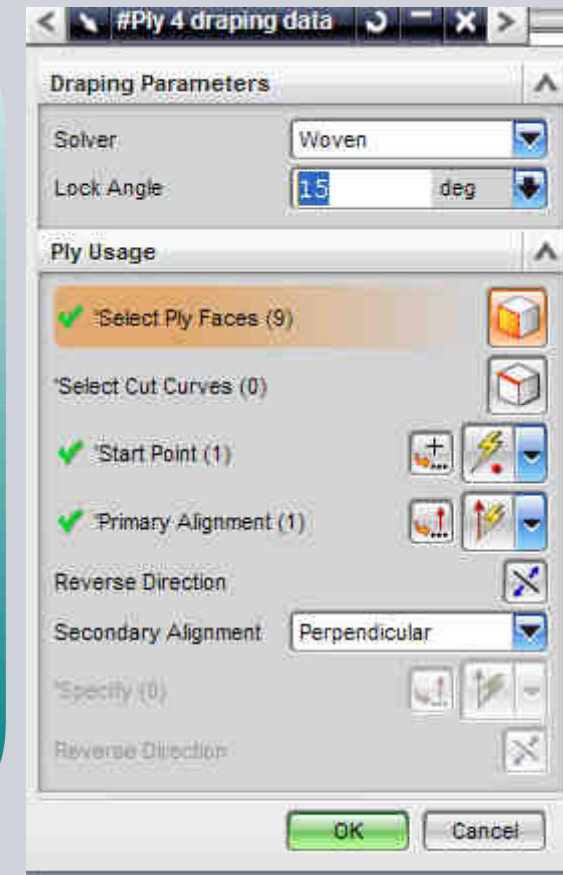 #Ply 4 draping data
Draping Parameters
Solver Woven
Lock Angle 15 deg
Ply Usage
*Select Ply Faces (9)
*Select Cut Curves (0)
*Start Point (1)
*Primary Alignment (1)
Reverse Direction
Secondary Alignment Perpendicular
*Specify (0)
Reverse Direction
OK Cancel